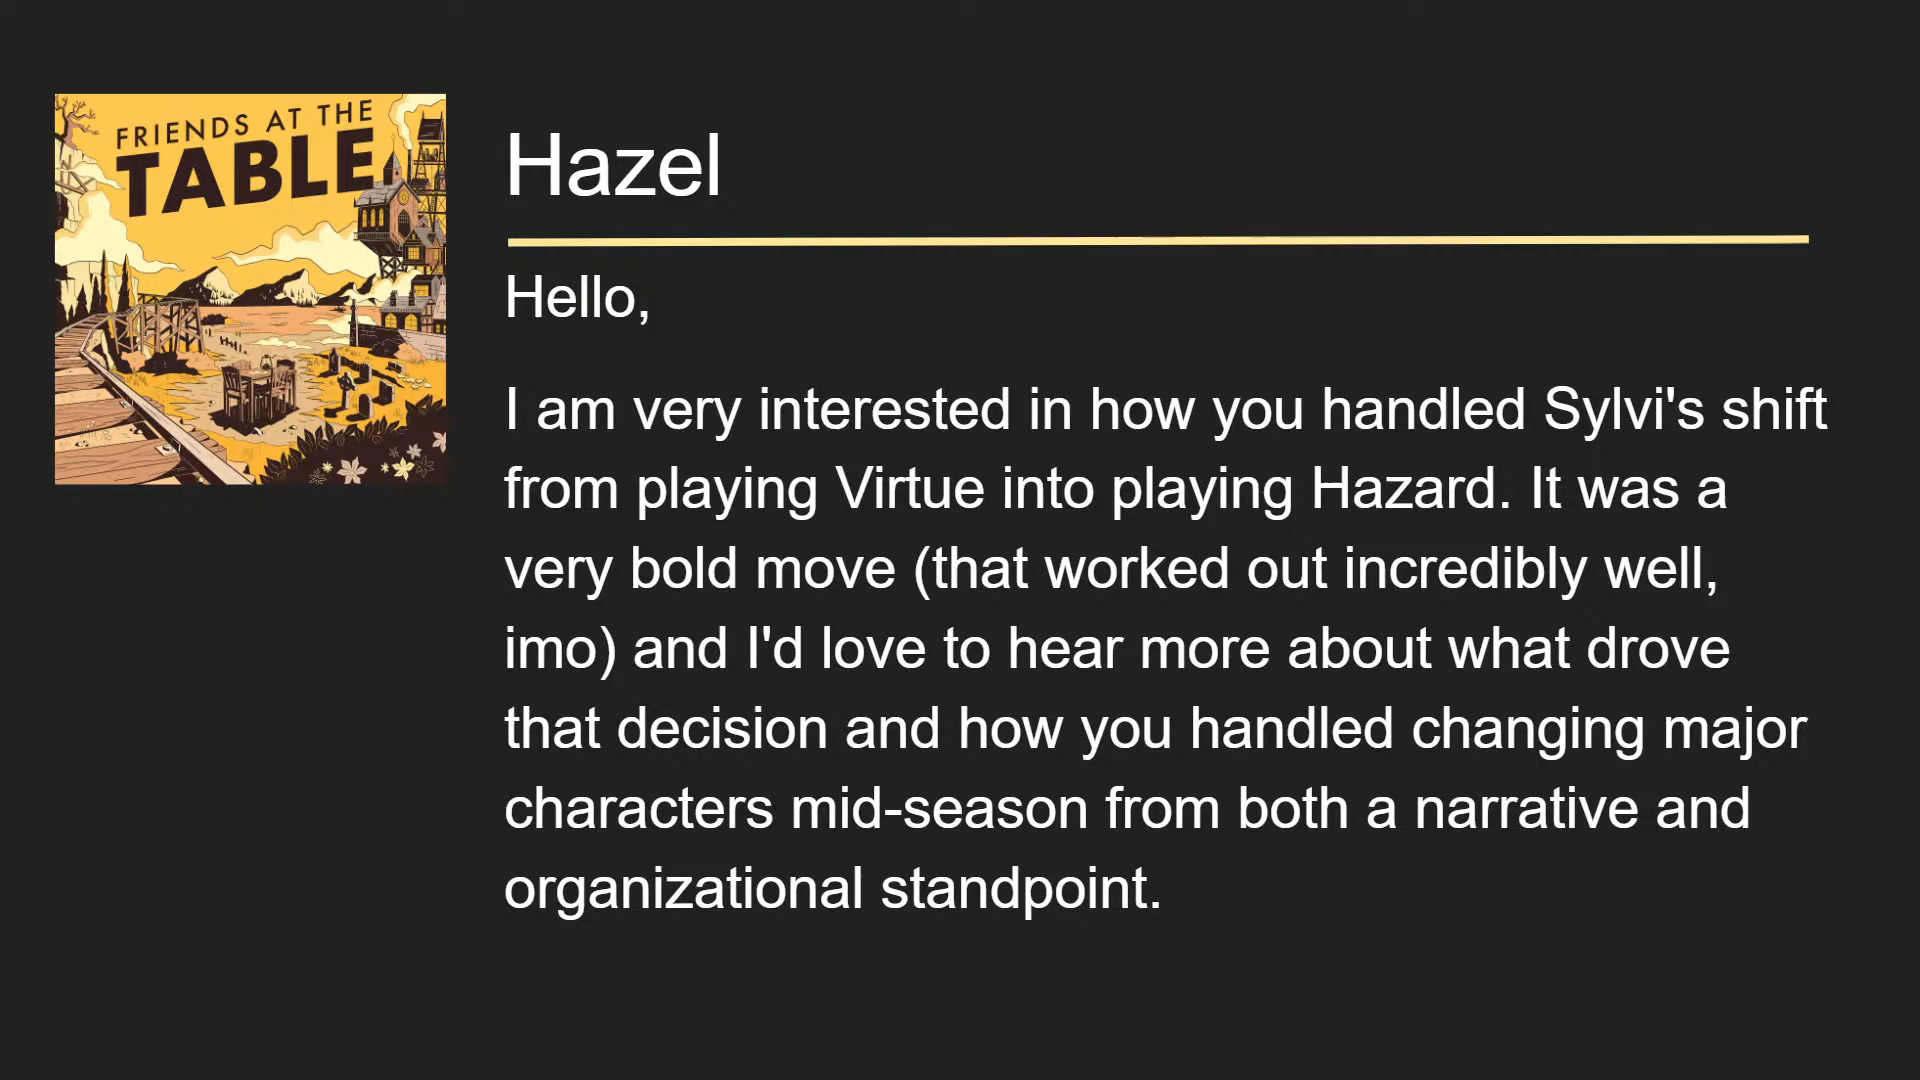 FRIENDS AT THE
TABLE
Hazel
Hello,
I am very interested in how you handled Sylvi's shift
from playing Virtue into playing Hazard. It was a
very bold move (that worked out incredibly well,
imo) and I'd love to hear more about what drove
that decision and how you handled changing major
characters mid-season from both a narrative and
organizational standpoint.